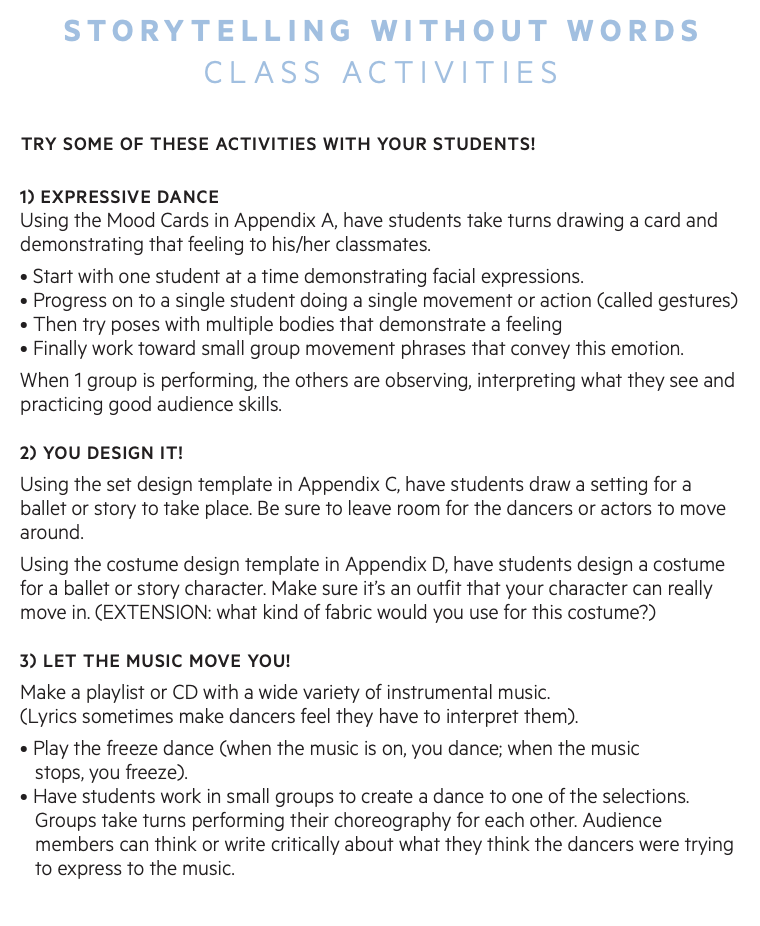 STORYTELLING WITHOUT WORDS
CLASS ACTIVITIES
TRY SOME OF THESE ACTIVITIES WITH YOUR STUDENTS!
1) EXPRESSIVE DANCE
Using the Mood Cards in Appendix A, have students take turns drawing a card and
demonstrating that feeling to his/her classmates.
• Start with one student at a time demonstrating facial expressions.
• Progress on to a single student doing a single movement or action (called gestures)
• Then try poses with multiple bodies that demonstrate a feeling
• Finally work toward small group movement phrases that convey this emotion.
When 1 group is performing, the others are observing, interpreting what they see and
practicing good audience skills.
2) YOU DESIGN IT!
Using the set design template in Appendix C, have students draw a setting for a
ballet or story to take place. Be sure to leave room for the dancers or actors to move
around.
Using the costume design template in Appendix D, have students design a costume
for a ballet or story character. Make sure it's an outfit that your character can really
move in. (EXTENSION: what kind of fabric would you use for this costume?)
3) LET THE MUSIC MOVE YOU!
Make a playlist or CD with a wide variety of instrumental music.
(Lyrics sometimes make dancers feel they have to interpret them).
• Play the freeze dance (when the music is on, you dance; when the music
stops, you freeze).
• Have students work in small groups to create a dance to one of the selections.
Groups take turns performing their choreography for each other. Audience
members can think or write critically about what they think the dancers were trying
to express to the music.